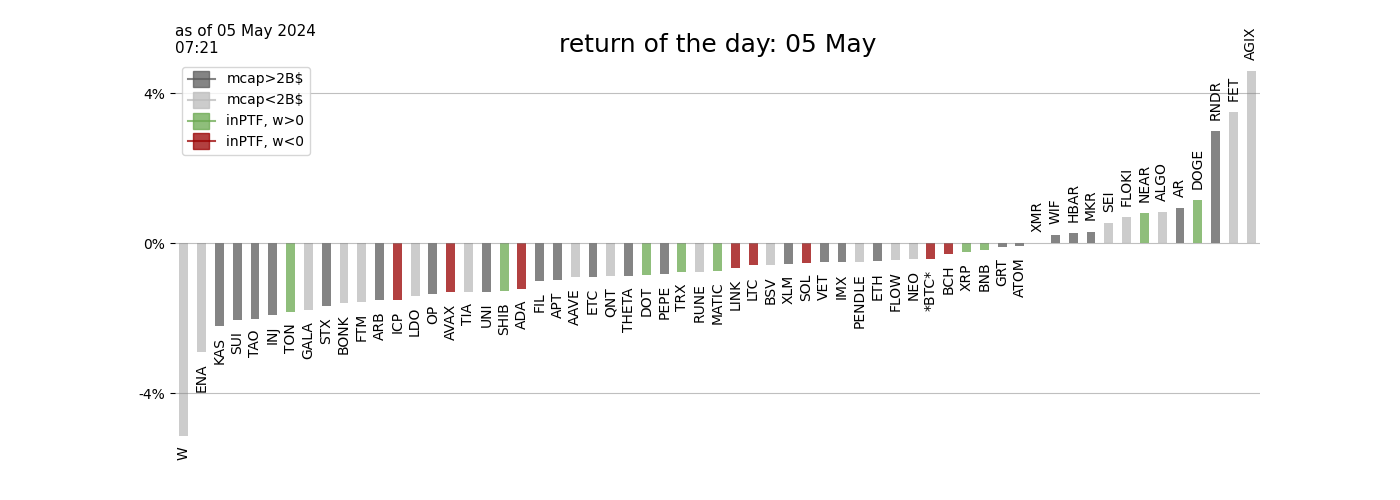 as of 05 May 2024
07:21
return of the day: 05 May
mcap>2B$
mcap<2B$
inPTF, w>0
inPTF, w<0
4%
0%
-4%
W
ENA
KAS
SUI
TAO
INJ
TON
GALA
STX
BONK
FTM
ARB
ICP
LDO
OP
AVAX
TIA
UNI
SHIB
ADA
FIL
APT
AAVE
ETC
QNT
THETA
DOT
PEPE
TRX
RUNE
MATIC
LINK
LTC
BSV
XLM
SOL
VET
IMX
PENDLE
ETH
FLOW
NEO
*BTC*
BCH
XRP
BNB
GRT
ATOM
XMR
WIF
HBAR
MKR
SEI
FLOKI
NEAR
ALGO
AR
DOGE
RNDR
FET
AGIX